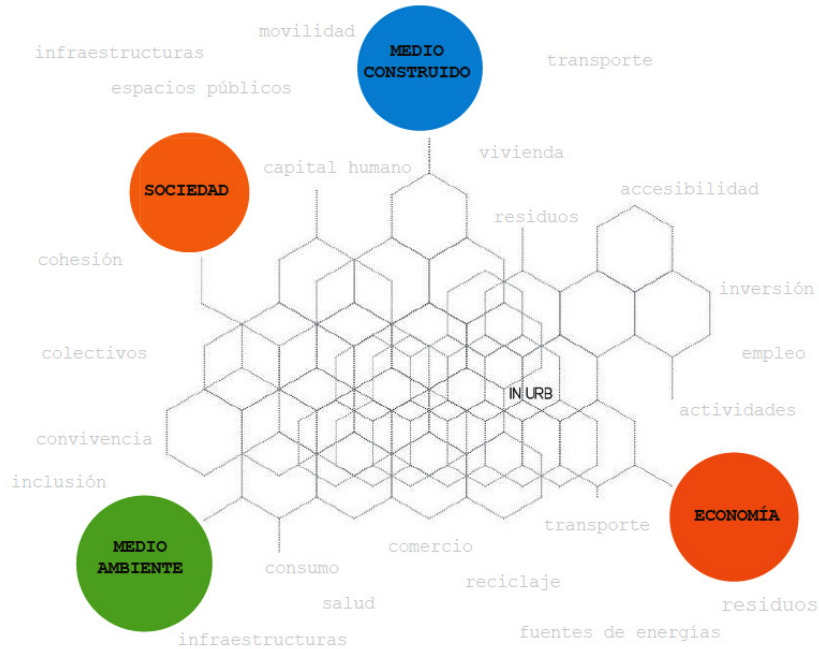 movilidad
MEDIO
CONSTRUIDO
infraestructuras
transporte
espacios públicos
vivienda
capital humano
SOCIEDAD
accesibilidad
residuos
cohesión
inversión
colectivos
empleo
IN URB
actividades
convivencia
inclusión
ECONOMÍA
transporte
MEDIO
AMBIENTE
comercio
consumo
reciclaje
salud
residuos
infraestructuras
fuentes de energías